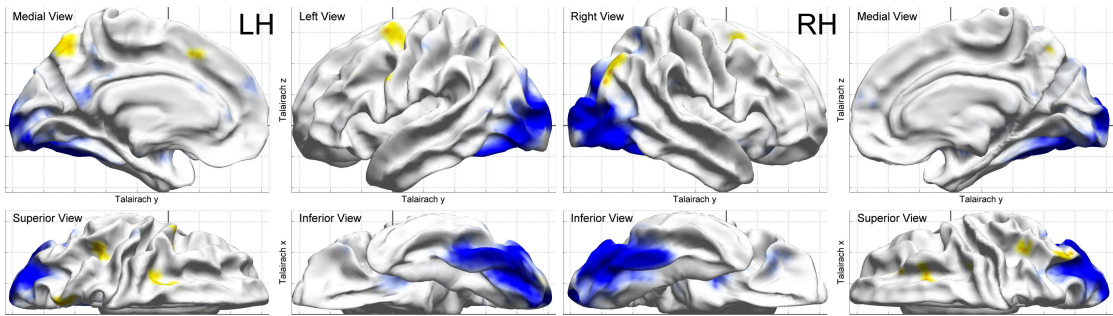 Medial View
LH
Left View
Right View
RH
Medial View
Talairach z
Talairach z
Talairach y
Talairach y
Talairach y
Superior View
Inferior View
Inferior View
Superior View
Talairach x
Talairach x